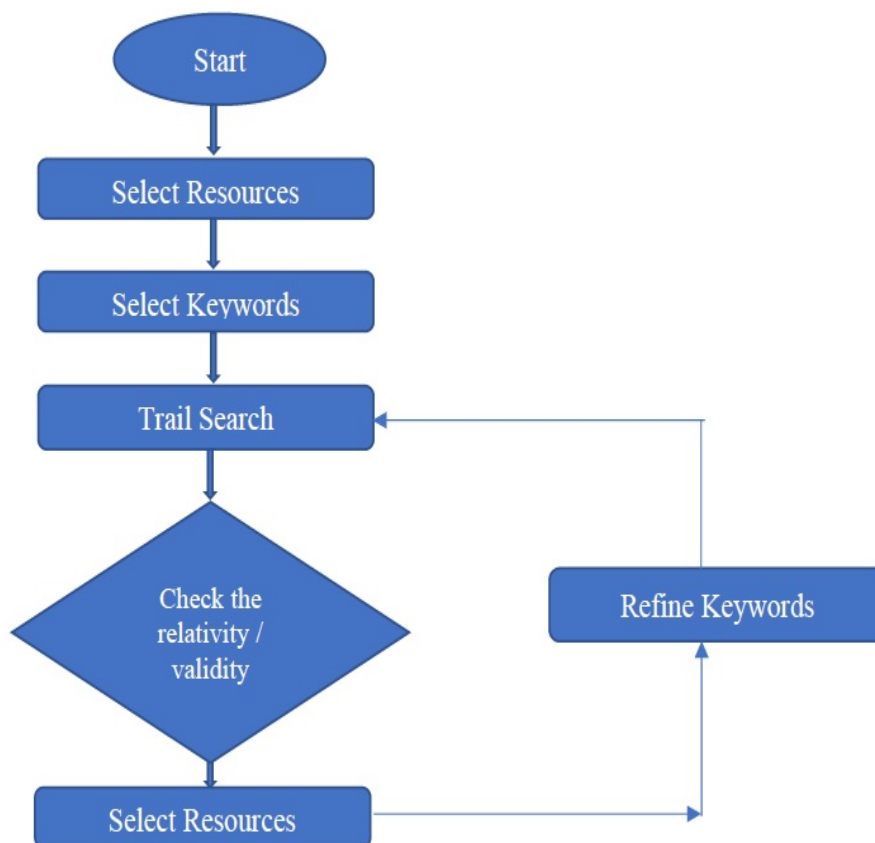 Start
Select Resources
Select Keywords
Trail Search
Check the
relativity /
validity
Refine Keywords
Select Resources